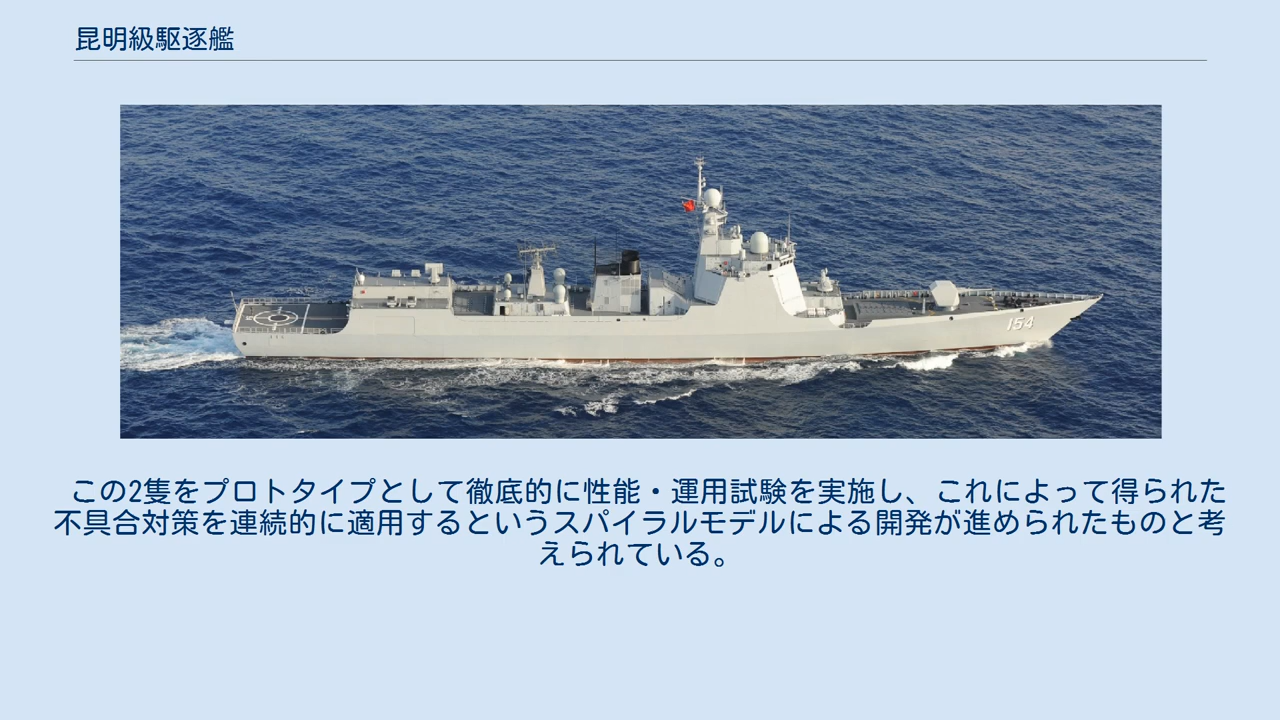 昆明級駆逐艦
154
この2隻をプロトタイプとして徹底的に性能・運用試験を実施し、これによって得られた
不具合対策を連続的に適用するというスパイラルモデルによる開発が進められたものと考
えられている。